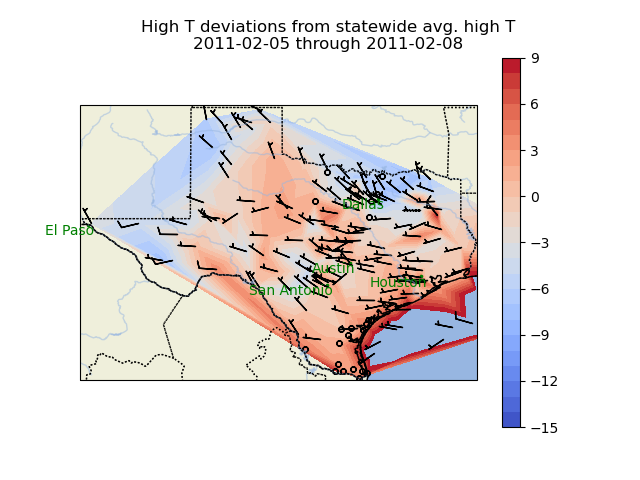 High T deviations from statewide avg. high T
2011-02-05 through 2011-02-08
9
6
3
0
−3
−6
−9
−12
−15
Dallas
El Paso
Austin
Houston
San Antonio